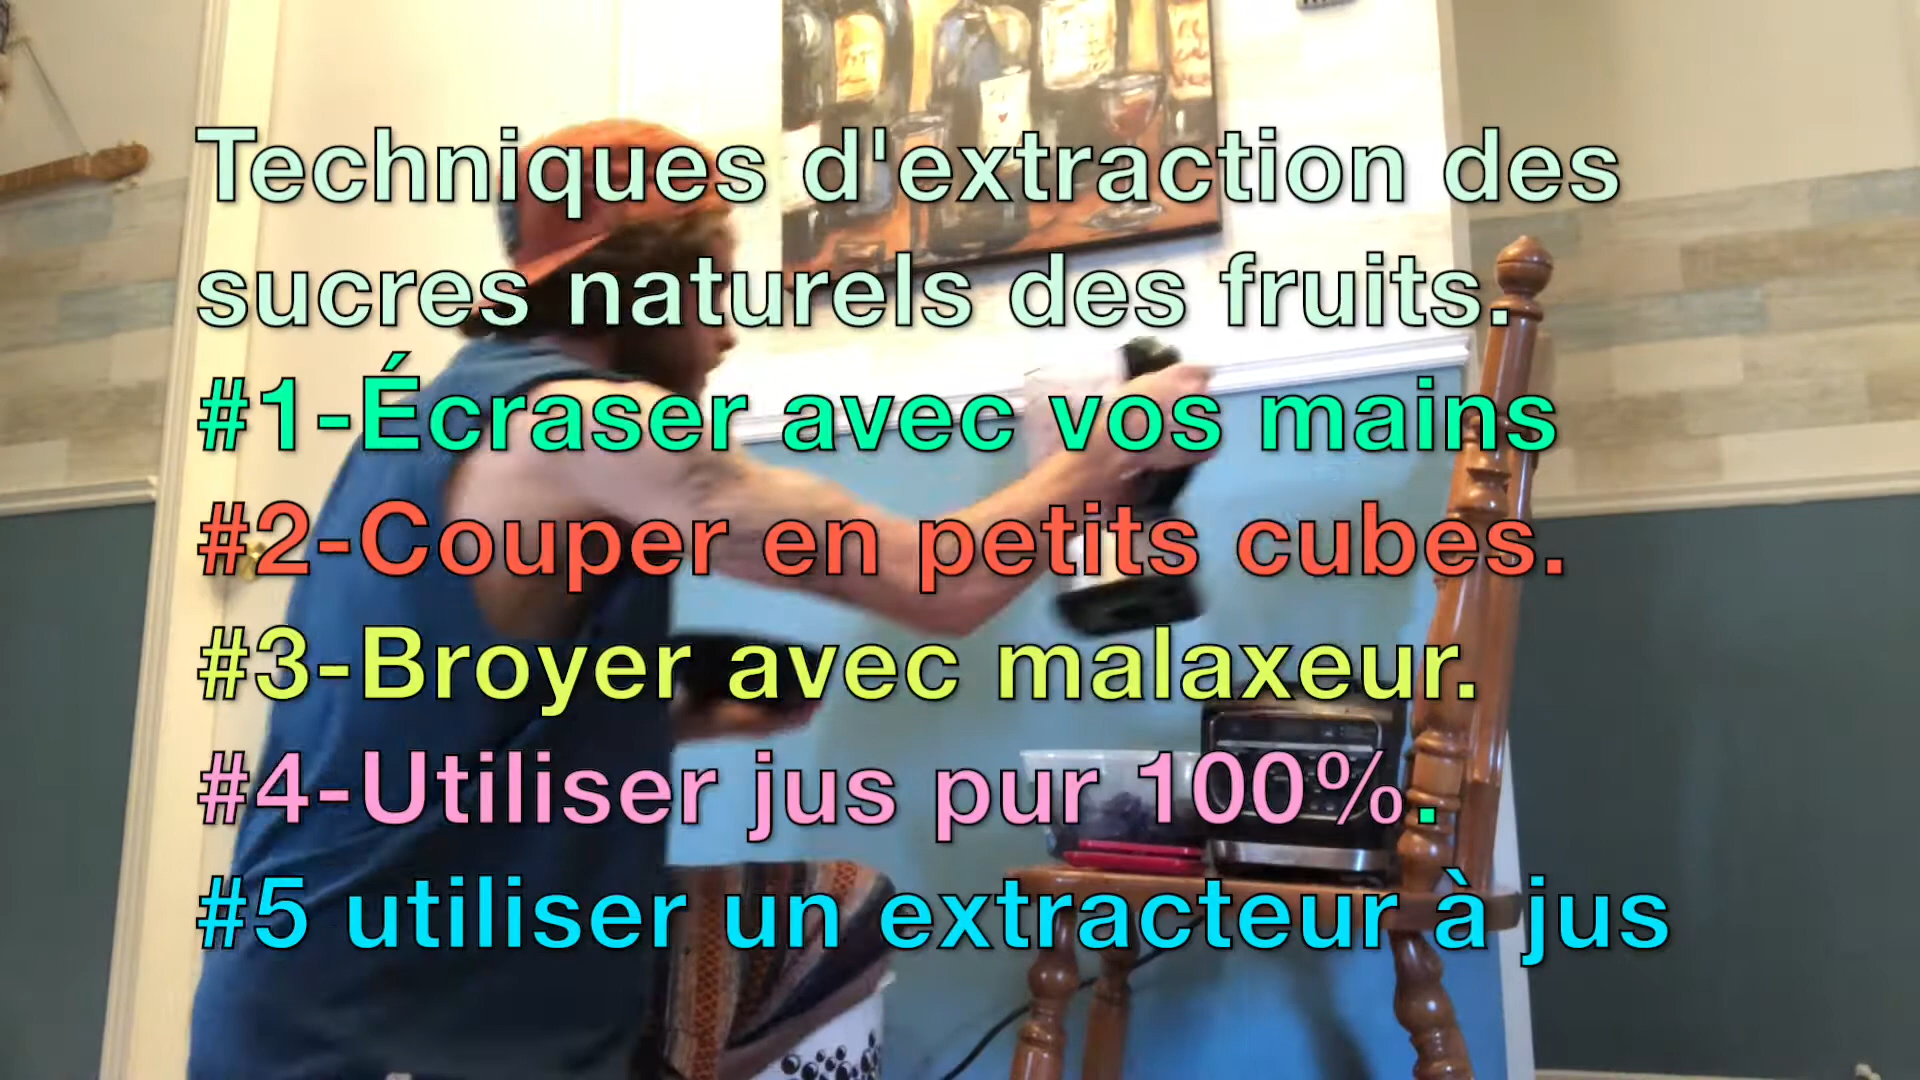 Techniques d'extraction des
sucres naturels des fruits.
#1-Écraser avec vos mains
#2-Couper en petits cubes.
#3-Broyer avec malaxeur.
#4-Utiliser jus pur 100%.
#5 utiliser un extracteur à jus